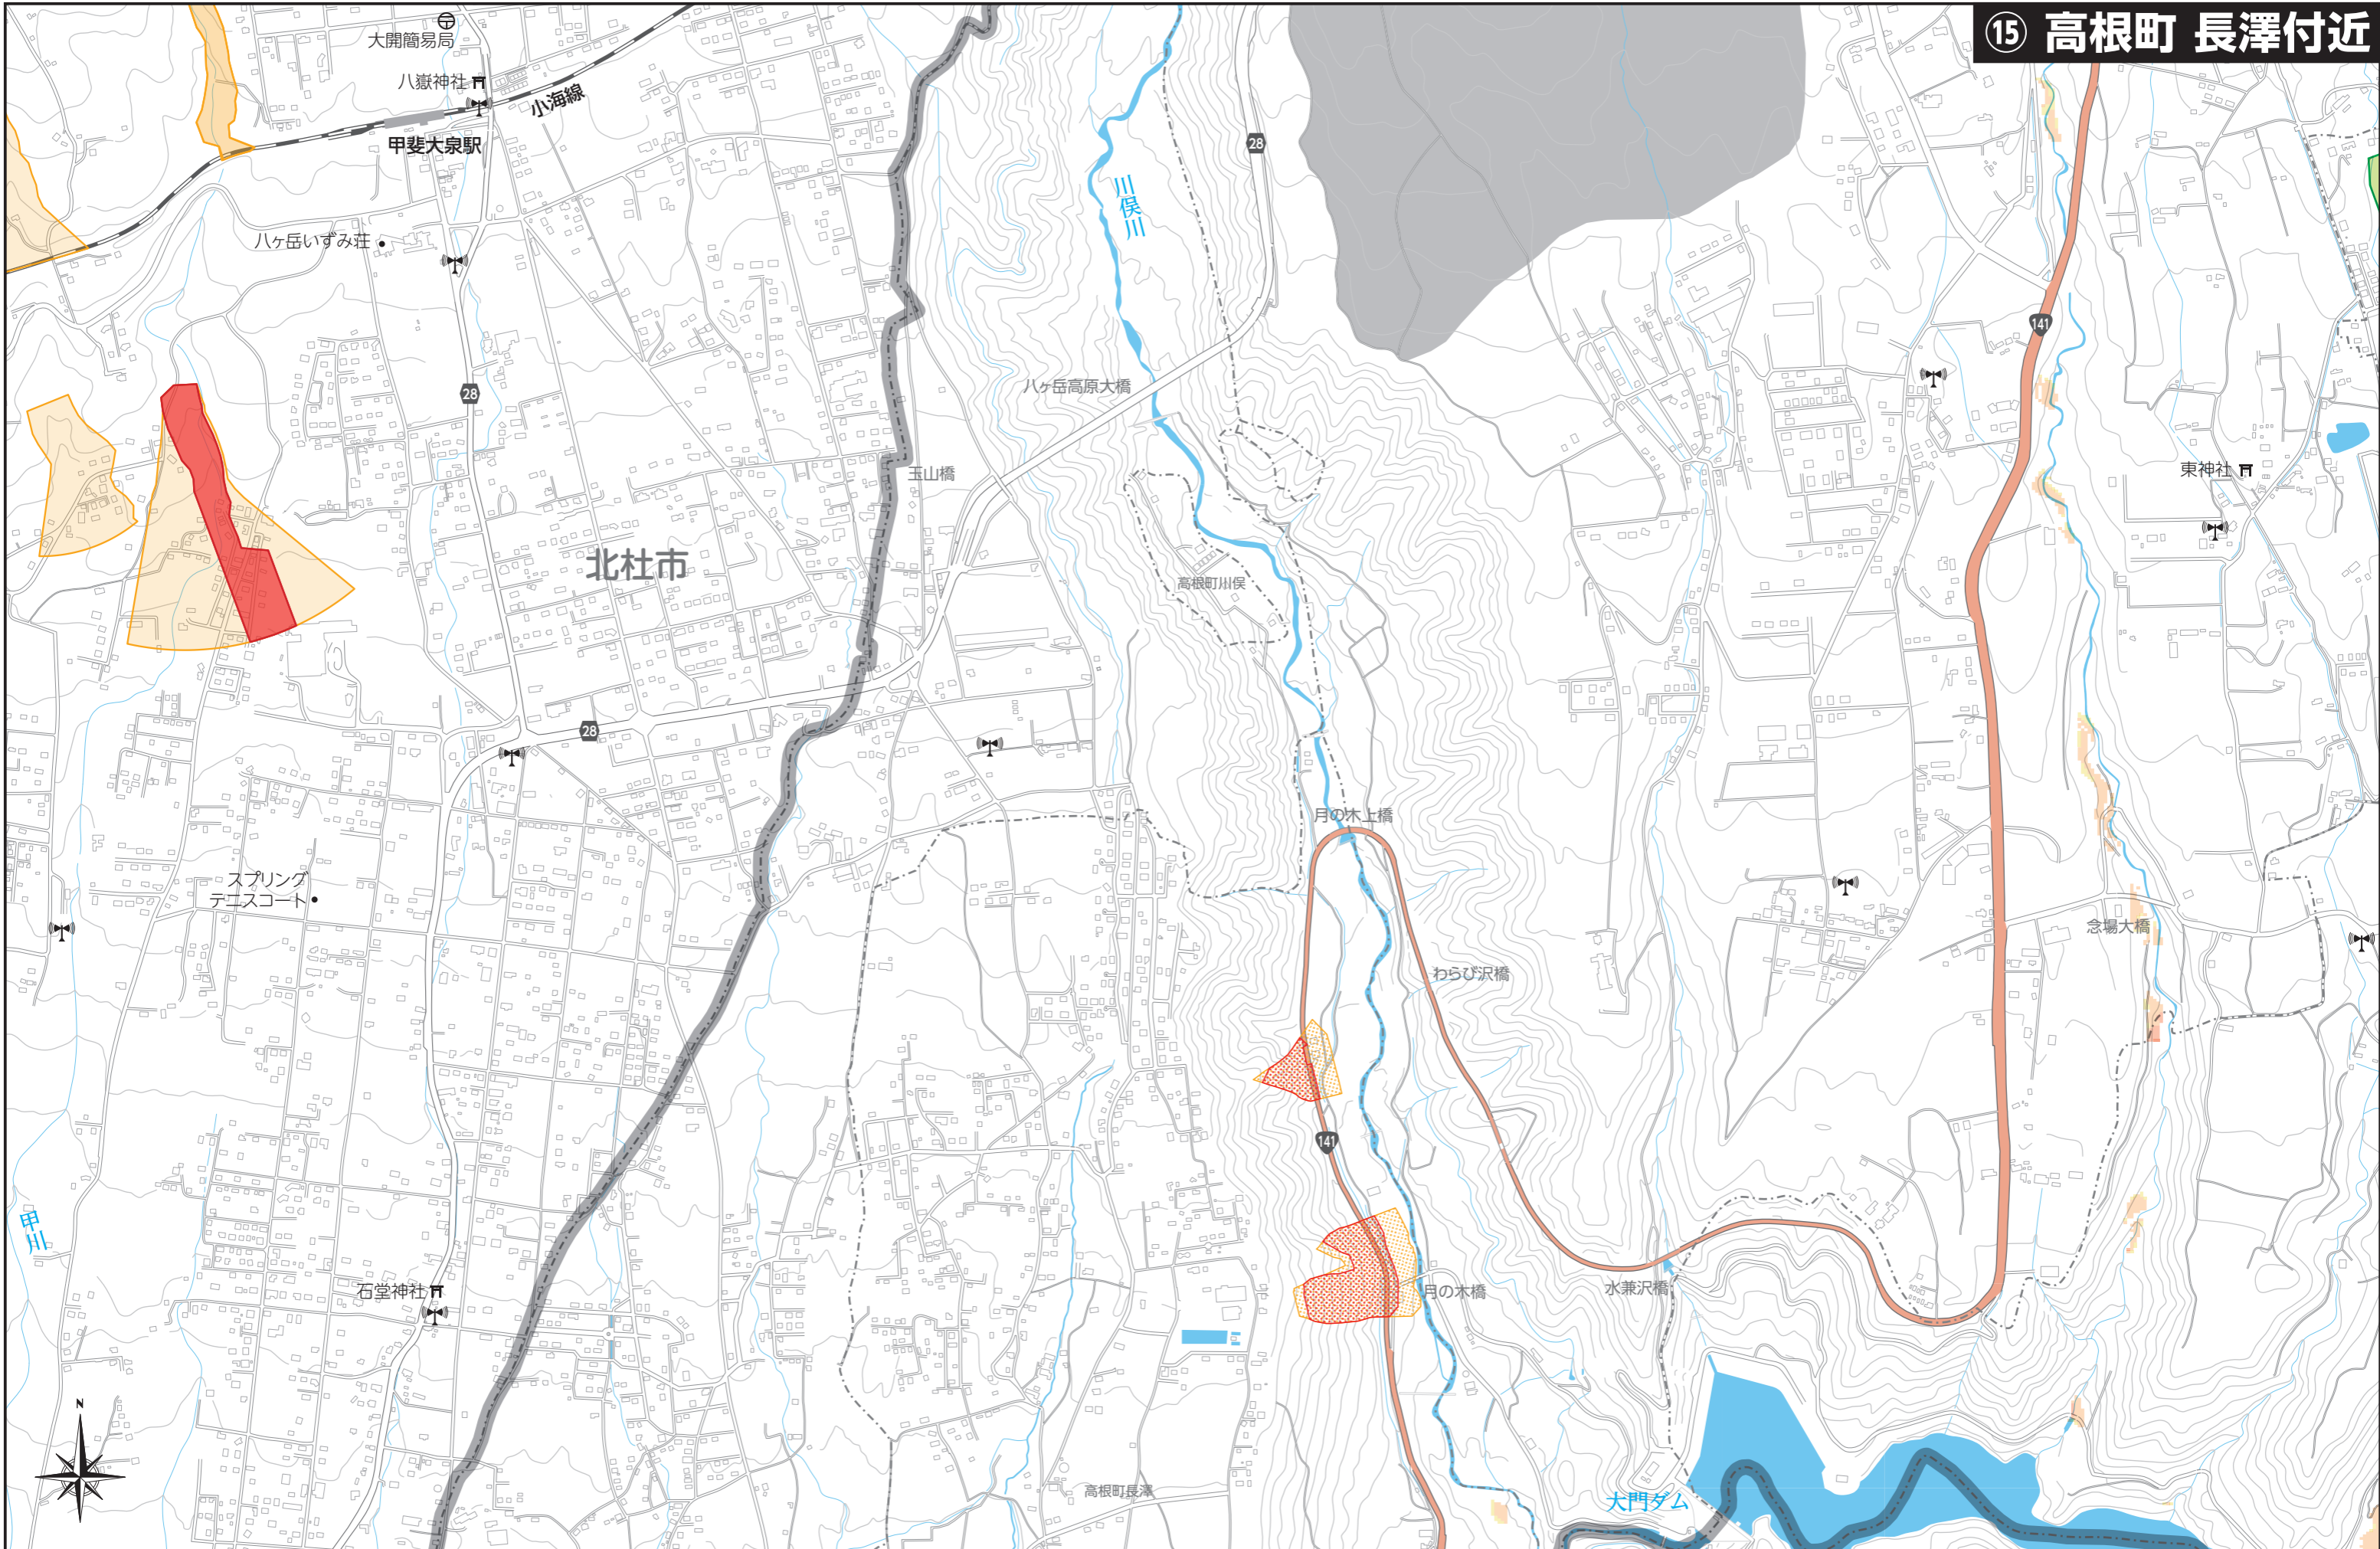 ⑮ 高根町 長澤付近
大開簡易局
八嶽神社
小海線
甲斐大泉駅
28
川俣川
八ヶ岳いずみ荘
141
28
八ヶ岳高原大橋
玉山橋
東神社
北杜市
高根町川俣
28
月の木上橋
スプリング
テニスコート
念場大橋
わらび沢橋
141
甲川
石堂神社
月の木橋
水兼沢橋
N
高根町長澤
大門ダム